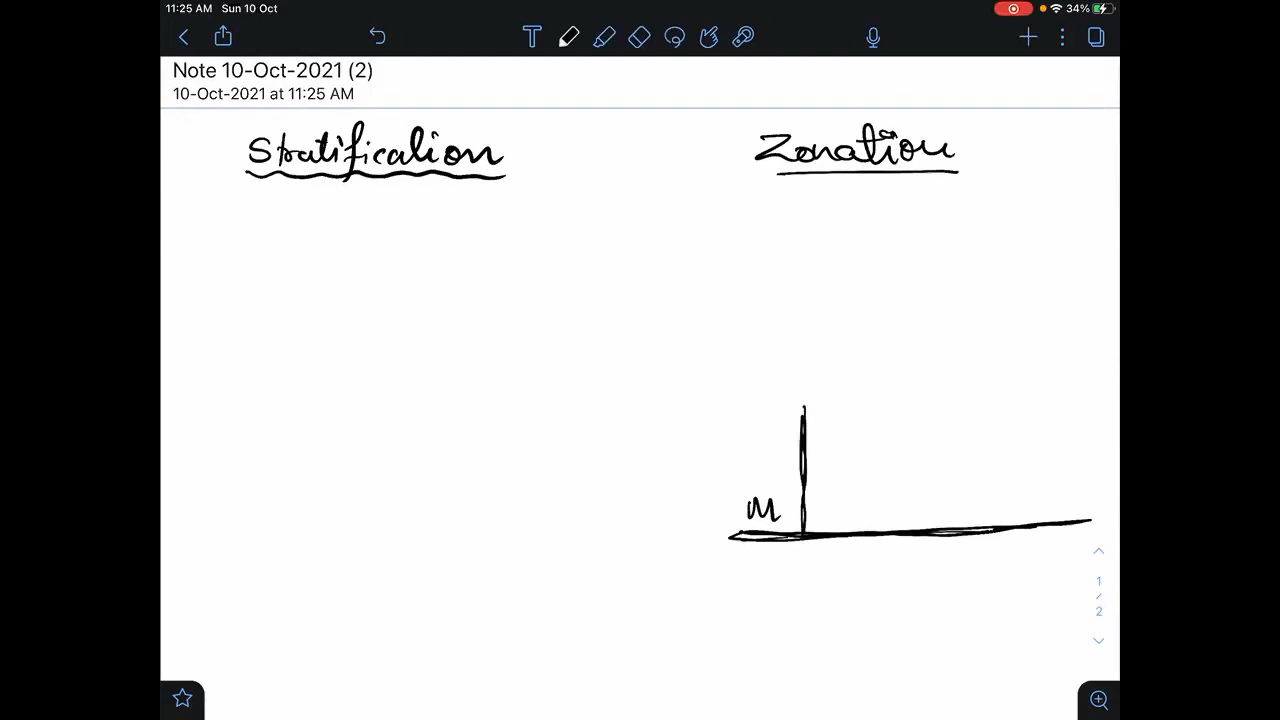 11:25 AM Sun 10 Oct 34%
Note 10-Oct-2021 (2)
10-Oct-2021 at 11:25 AM
Stratification Zonation
M
1
/
2